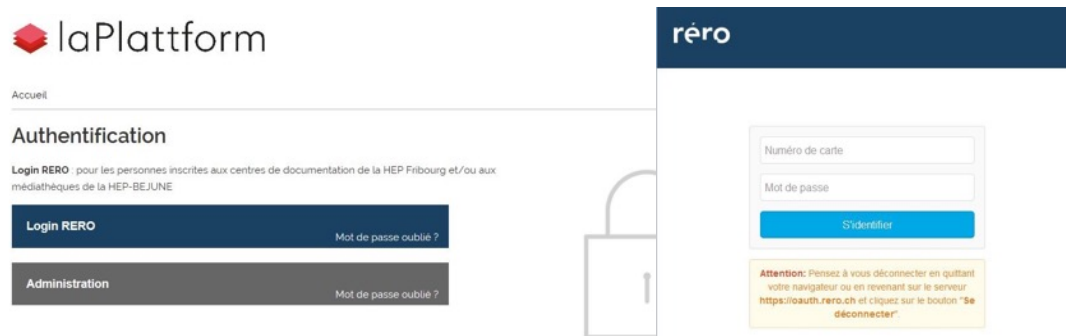 laPlattform
Accueil
Authentification
Login RERO : pour les personnes inscrites aux centres de documentation de la HEP Fribourg et/ou aux
médiathèques de la HEP-BEJUNE
Login RERO
Mot de passe oublié ?
Administration
Mot de passe oublié ?
réro
Numéro de carte
Mot de passe
S'identifier
Attention: Pensez à vous déconnecter en quittant
votre navigateur ou en revenant sur le serveur
https://oauth.rero.ch et cliquez sur le bouton "Se
déconnecter".